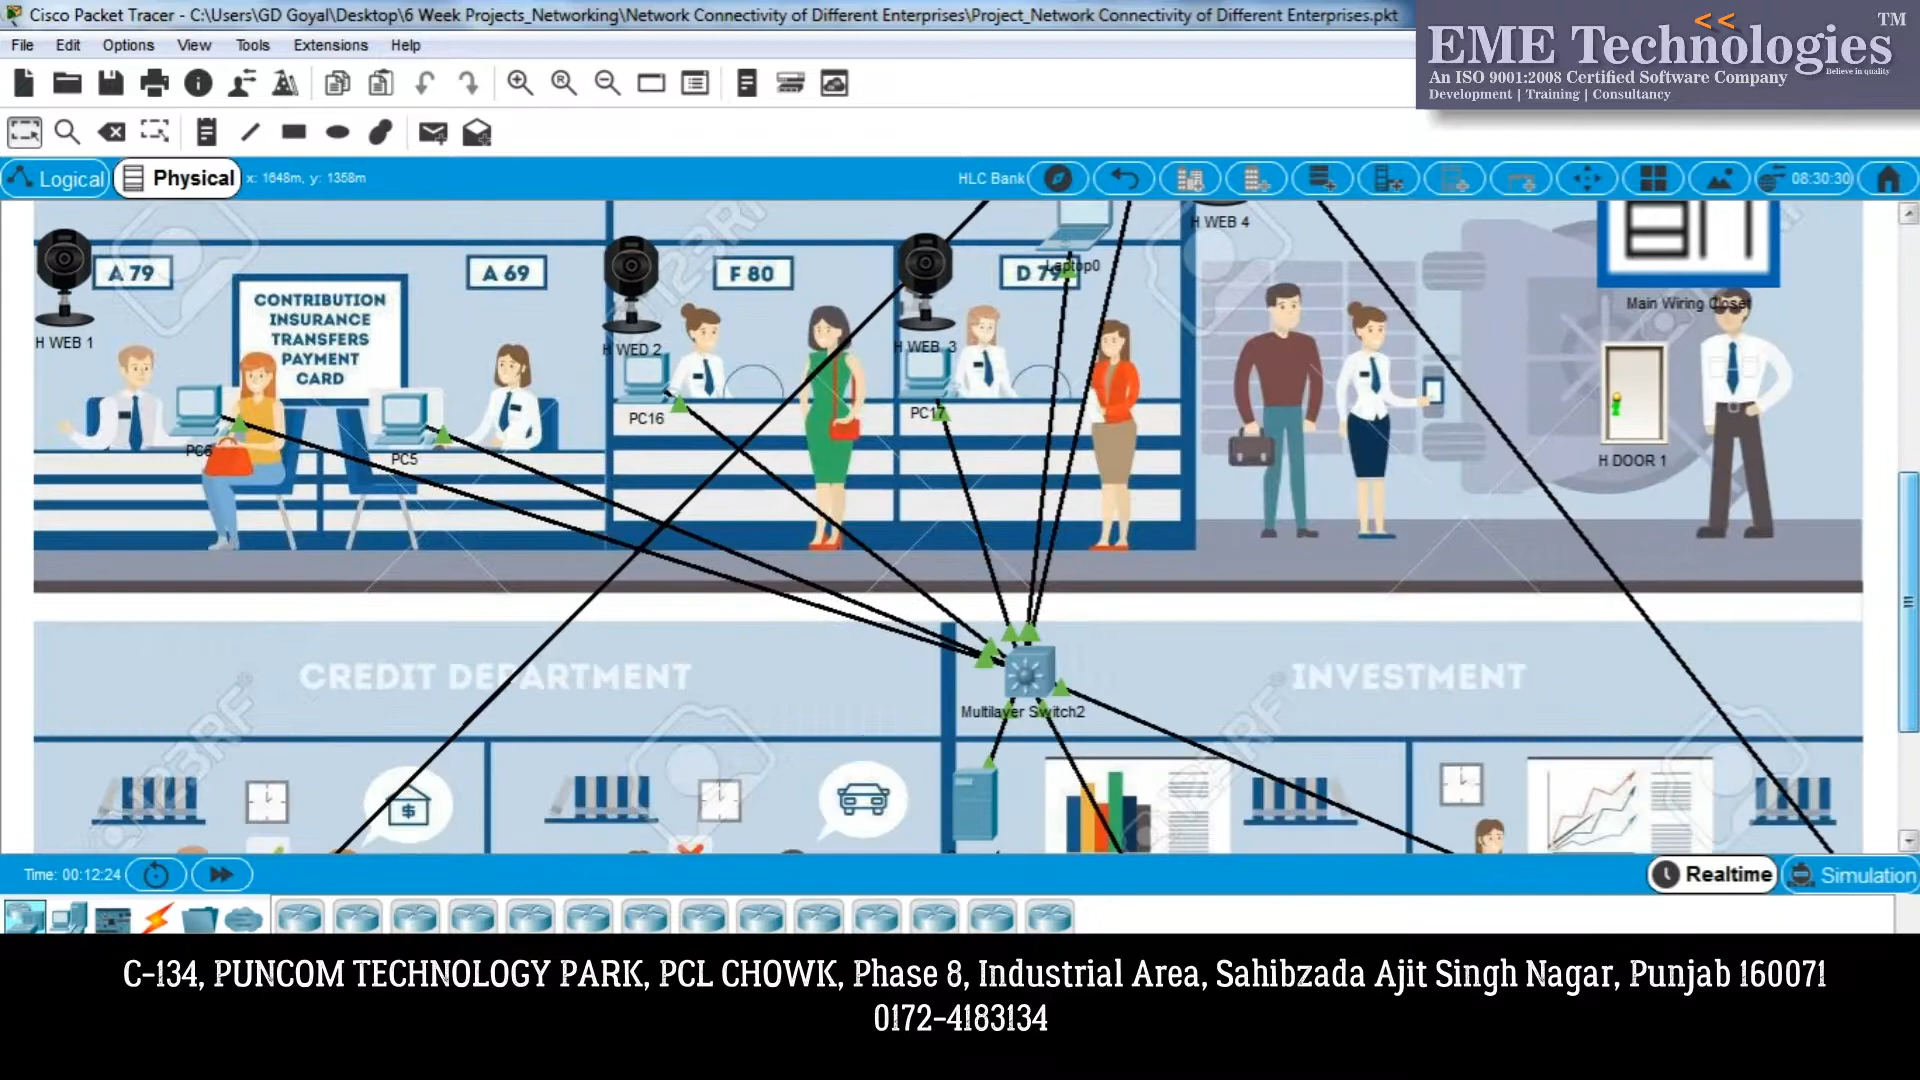 Cisco Packet Tracer - C:\Users\GD Goyal\Desktop\6 Week Projects_Networking\Network Connectivity of Different Enterprises\Project_Network Connectivity of Different Enterprises.pkt
EME Technologies TM
Believe in quality
An ISO 9001:2008 Certified Software Company
Development | Training | Consultancy
File Edit Options View Tools Extensions Help
Logical Physical x: 1648m, y: 1358m HLC Bank 08:30:30
H WEB 4
A 79
A 69
F 80
D 79
Laptop0
Main Wiring Closet
CONTRIBUTION
INSURANCE
TRANSFERS
PAYMENT
CARD
H WEB 1
H WED 2
H WEB 3
PC16
PC17
PC6
PC5
H DOOR 1
CREDIT DEPARTMENT
INVESTMENT
Multilayer Switch2
123RF
$
Time: 00:12:24 Realtime Simulation
C-134, PUNCOM TECHNOLOGY PARK, PCL CHOWK, Phase 8, Industrial Area, Sahibzada Ajit Singh Nagar, Punjab 160071
0172-4183134